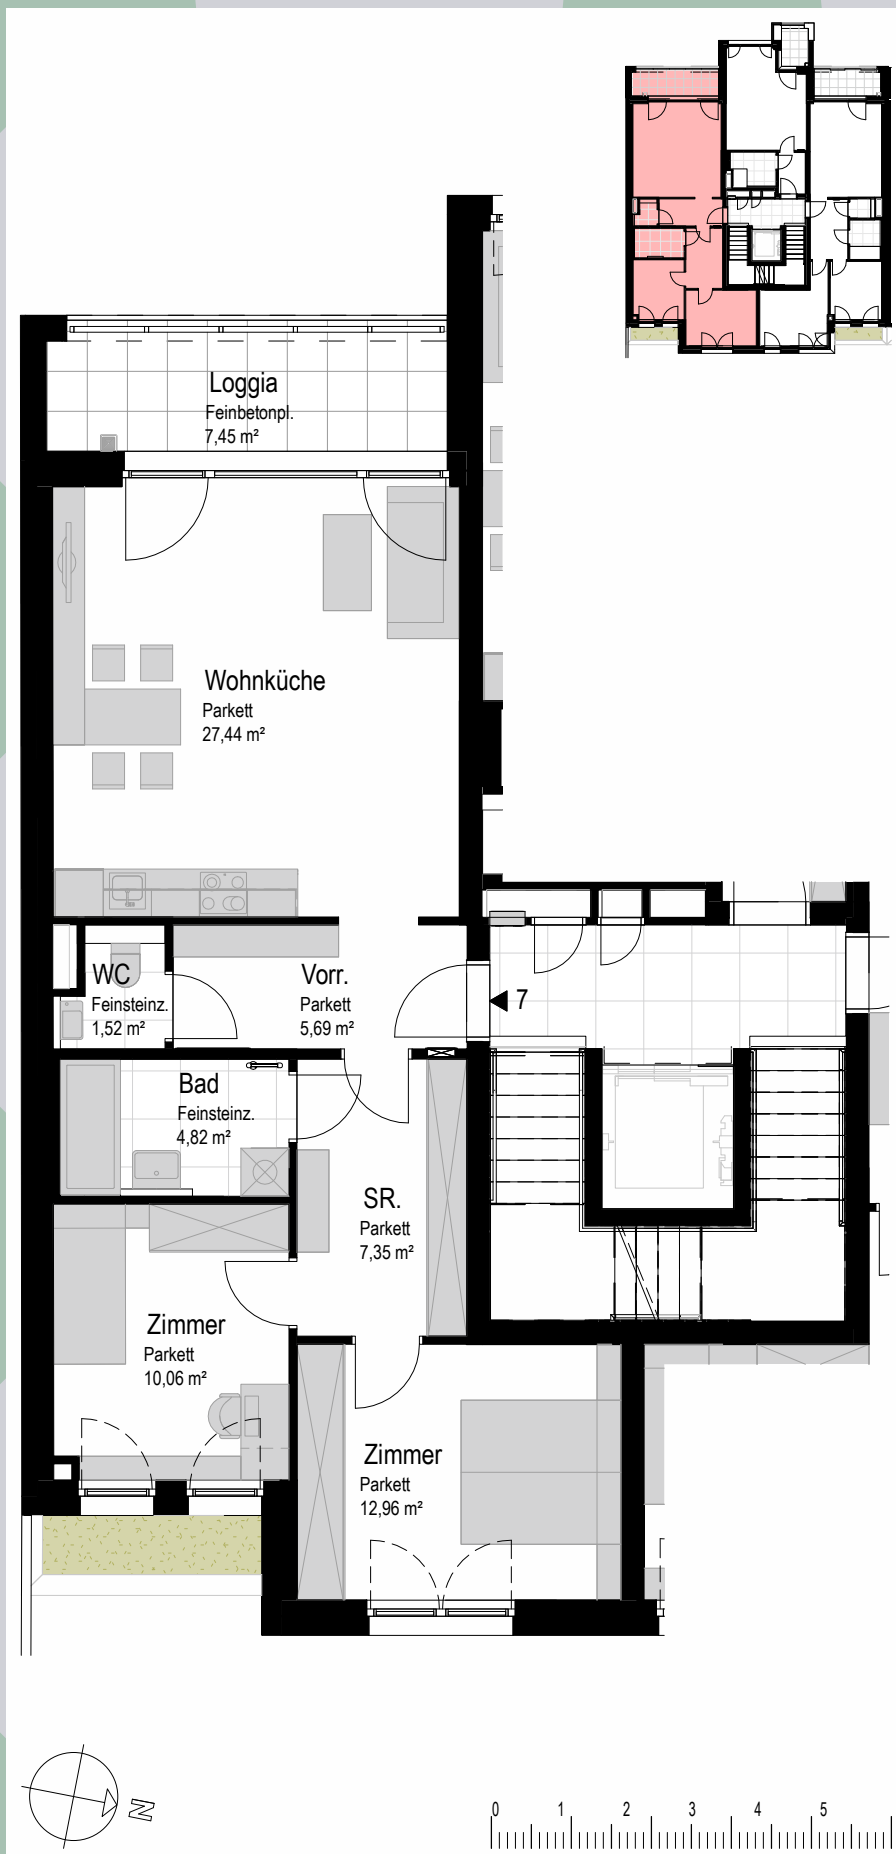 Loggia
Feinbetonpl.
7,45 m²
Wohnküche
Parkett
27,44 m²
WC
Feinsteinz.
1,52 m²
Vorr.
Parkett
5,69 m²
7
Bad
Feinsteinz.
4,82 m²
SR.
Parkett
7,35 m²
Zimmer
Parkett
10,06 m²
Zimmer
Parkett
12,96 m²
N
0 1 2 3 4 5